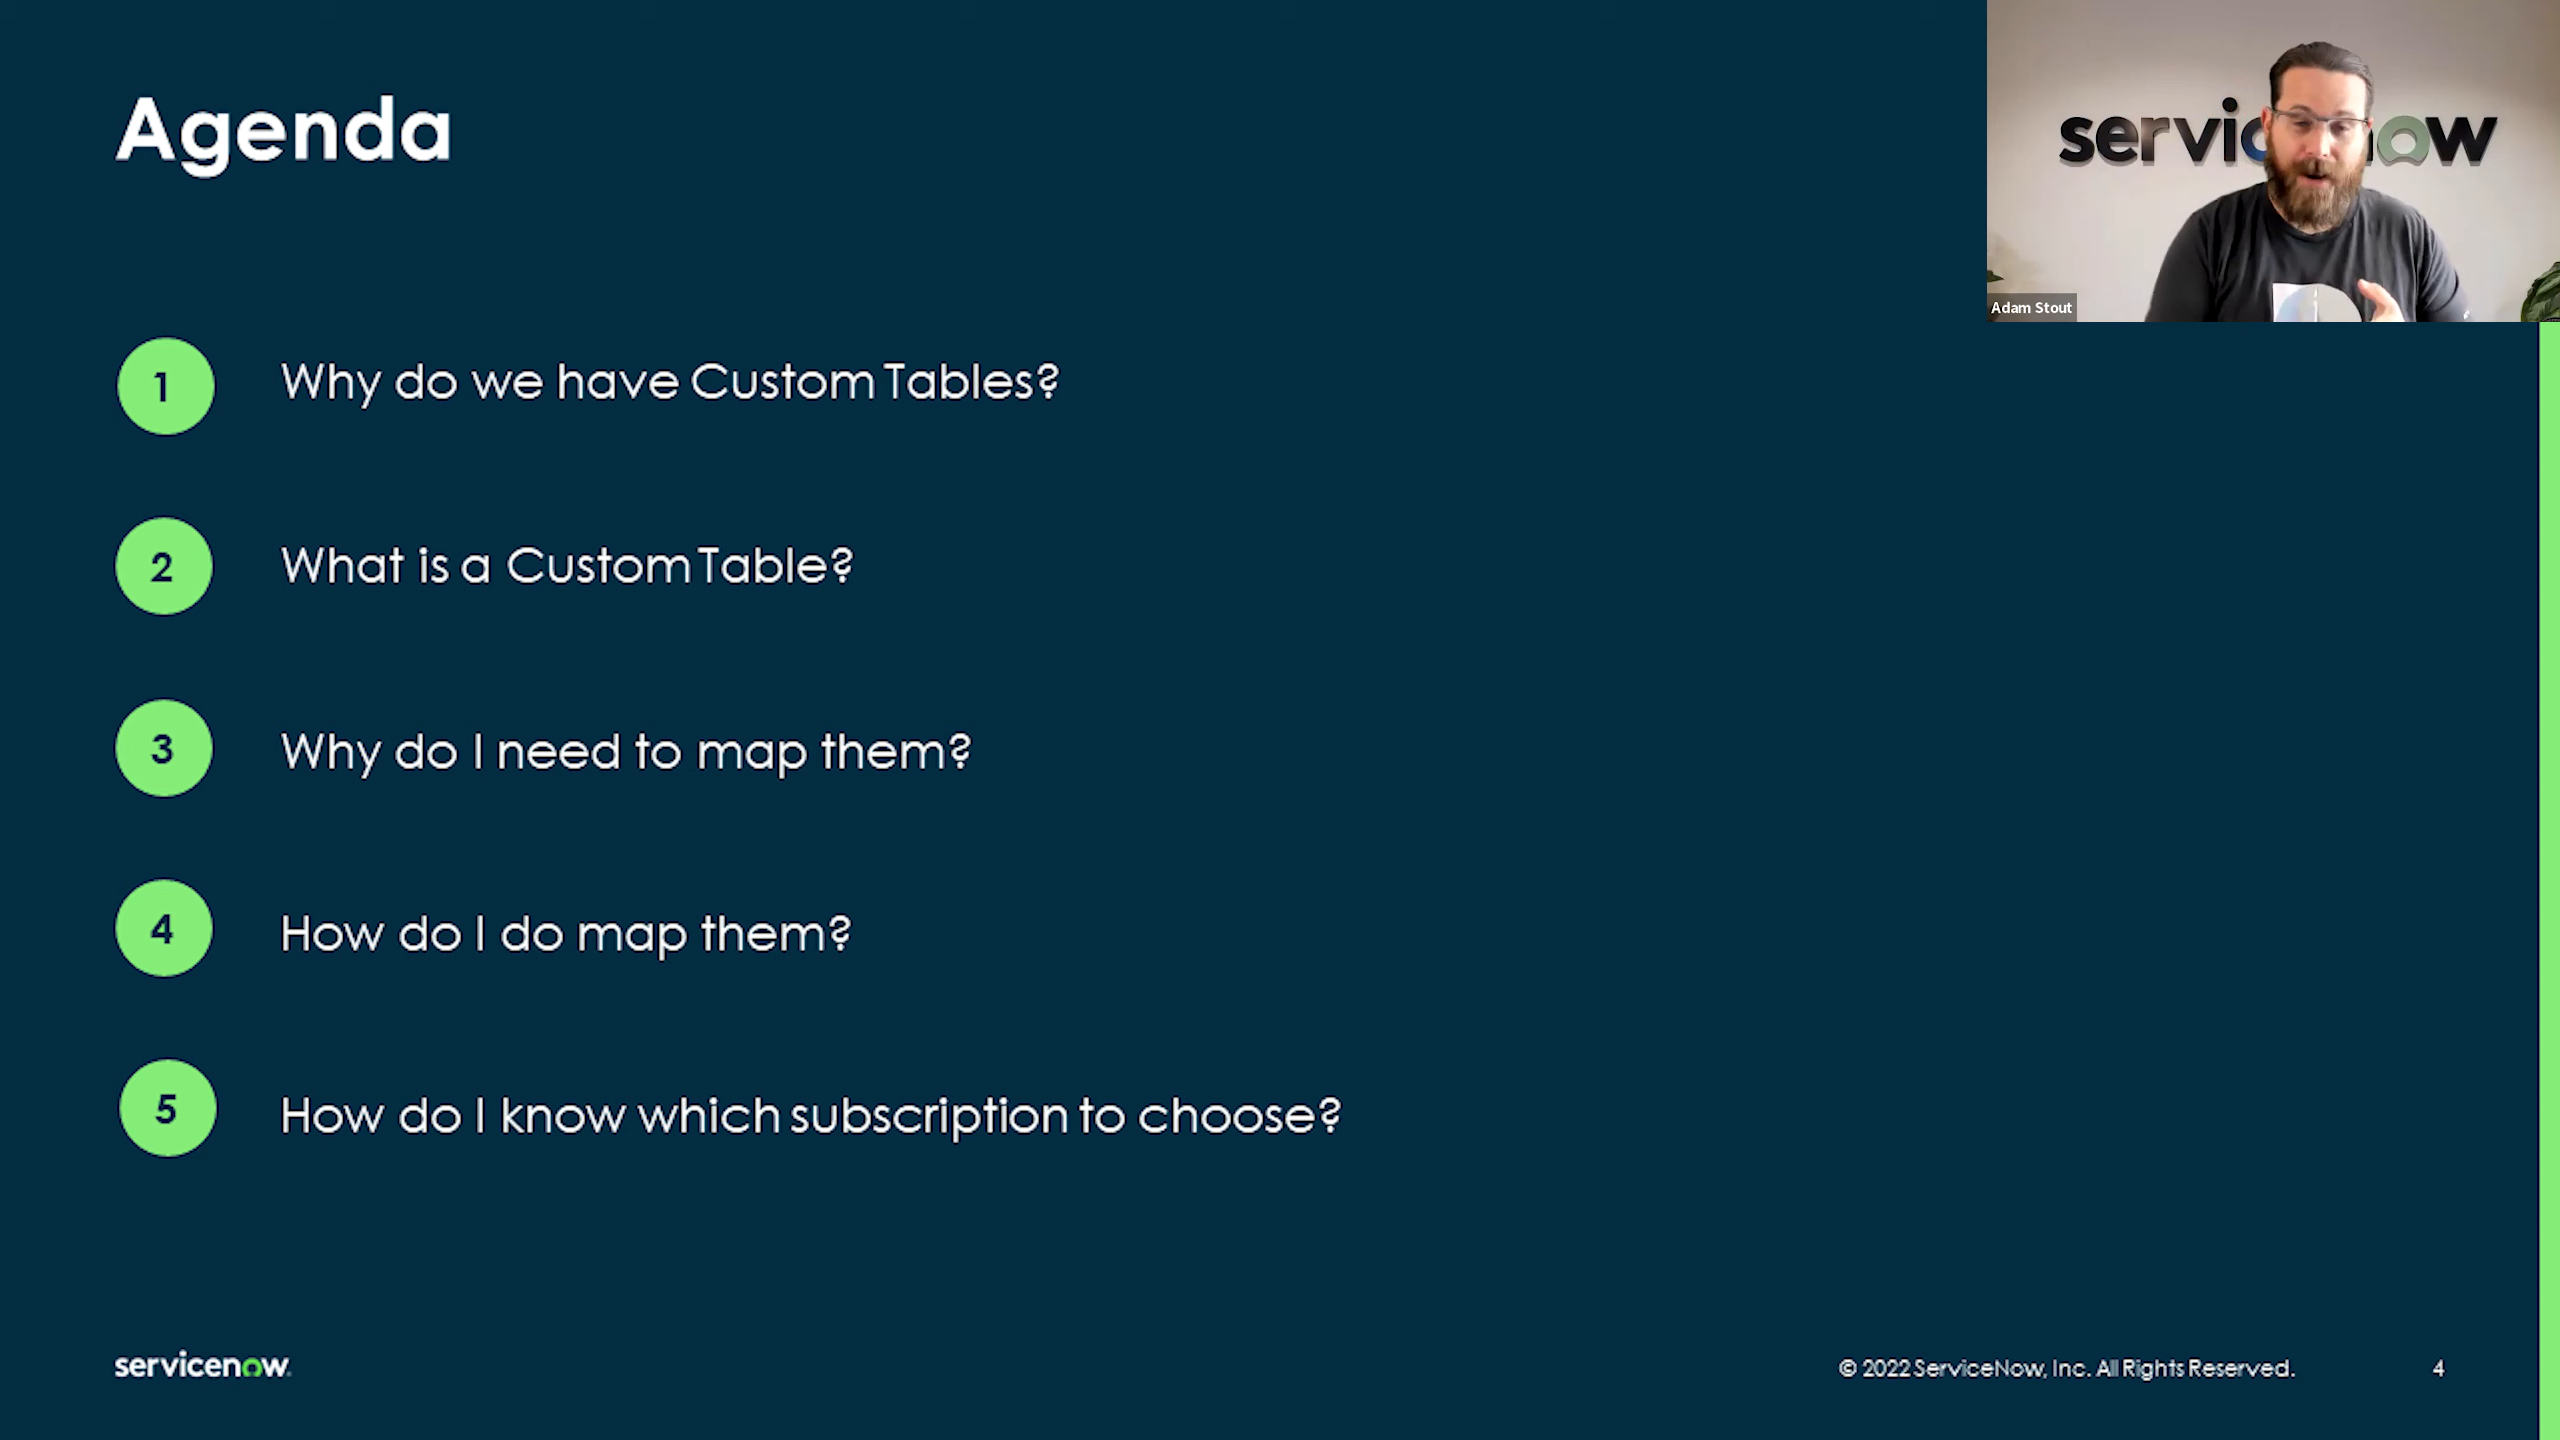 Agenda
servicenow
Adam Stout
1 Why do we have Custom Tables?
2 What is a Custom Table?
3 Why do I need to map them?
4 How do I do map them?
5 How do I know which subscription to choose?
servicenow
© 2022 ServiceNow, Inc. All Rights Reserved. 4